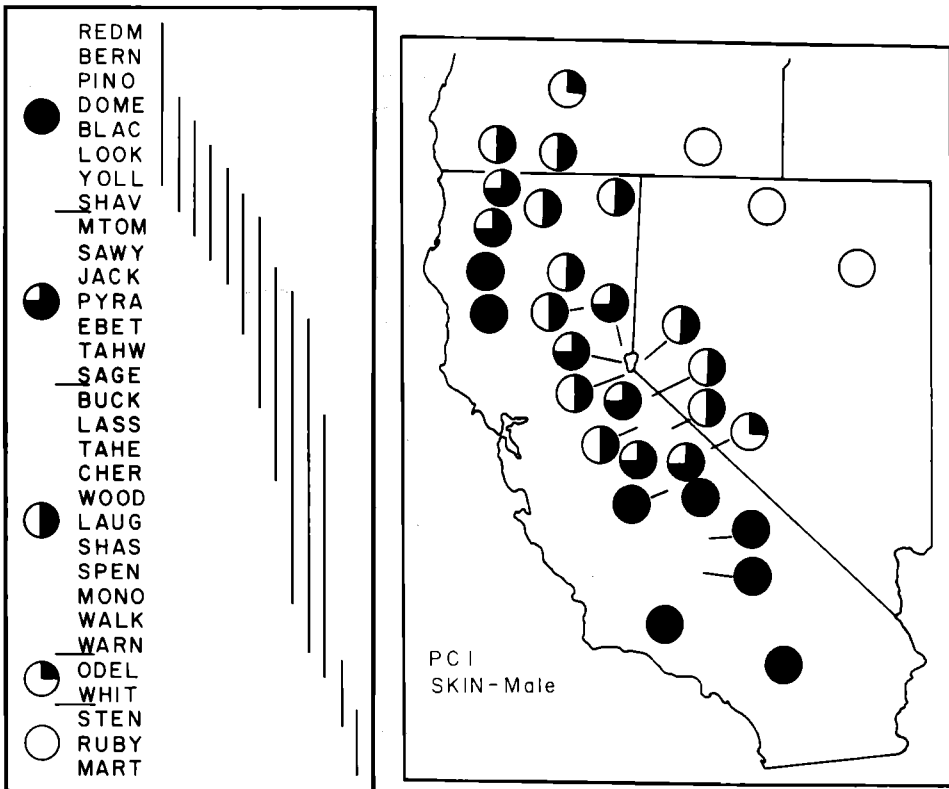 REDM
BERN
PINO
DOME
BLAC
LOOK
YOLL
SHAV
MTOM
SAWY
JACK
PYRA
EBET
TAHW
SAGE
BUCK
LASS
TAHE
CHER
WOOD
LAUG
SHAS
SPEN
MONO
WALK
WARN
ODEL
WHIT
STEN
RUBY
MART
PC I
SKIN-Male